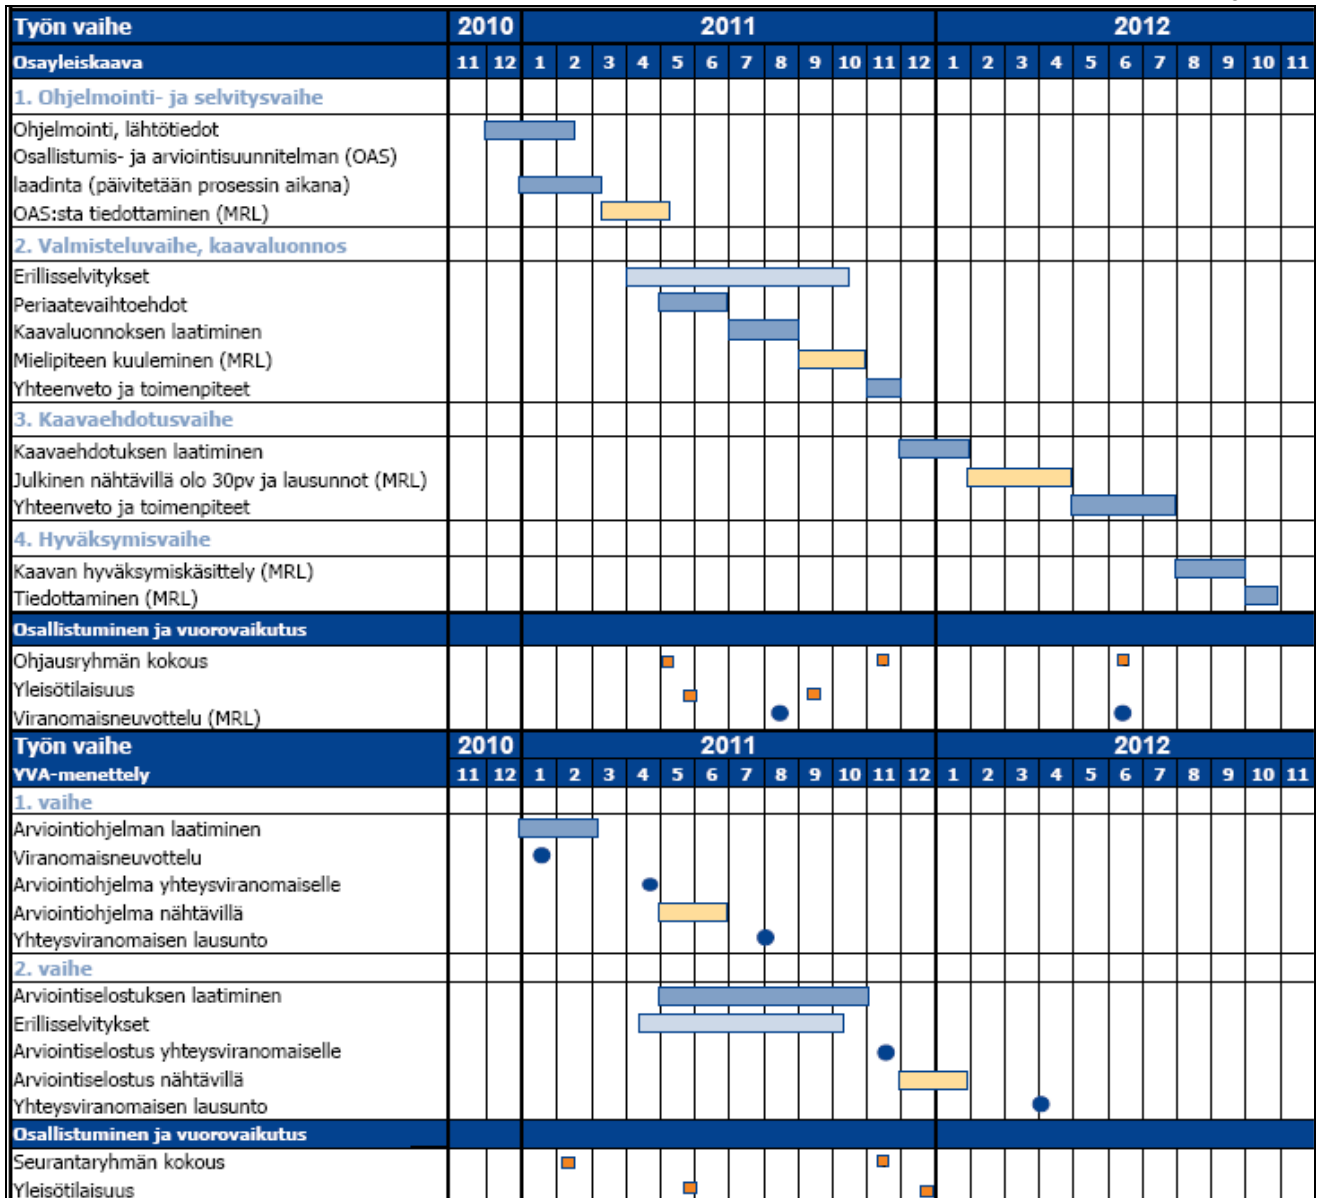 Työn vaihe 2010 2011 2012
Osayleiskaava 11 12 1 2 3 4 5 6 7 8 9 10 11 12 1 2 3 4 5 6 7 8 9 10 11
1. Ohjelmointi- ja selvitysvaihe
Ohjelmointi, lähtötiedot
Osallistumis- ja arviointisuunnitelman (OAS)
laadinta (päivitetään prosessin aikana)
OAS:sta tiedottaminen (MRL)
2. Valmisteluvaihe, kaavaluonnos
Erillisselvitykset
Periaatevaihtoehdot
Kaavaluonnoksen laatiminen
Mielipiteen kuuleminen (MRL)
Yhteenveto ja toimenpiteet
3. Kaavaehdotusvaihe
Kaavaehdotuksen laatiminen
Julkinen nähtävillä olo 30pv ja lausunnot (MRL)
Yhteenveto ja toimenpiteet
4. Hyväksymisvaihe
Kaavan hyväksymiskäsittely (MRL)
Tiedottaminen (MRL)
Osallistuminen ja vuorovaikutus
Ohjausryhmän kokous
Yleisötilaisuus
Viranomaisneuvottelu (MRL)
Työn vaihe 2010 2011 2012
YVA-menettely 11 12 1 2 3 4 5 6 7 8 9 10 11 12 1 2 3 4 5 6 7 8 9 10 11
1. vaihe
Arviointiohjelman laatiminen
Viranomaisneuvottelu
Arviointiohjelma yhteysviranomaiselle
Arviointiohjelma nähtävillä
Yhteysviranomaisen lausunto
2. vaihe
Arviointiselostuksen laatiminen
Erillisselvitykset
Arviointiselostus yhteysviranomaiselle
Arviointiselostus nähtävillä
Yhteysviranomaisen lausunto
Osallistuminen ja vuorovaikutus
Seurantaryhmän kokous
Yleisötilaisuus